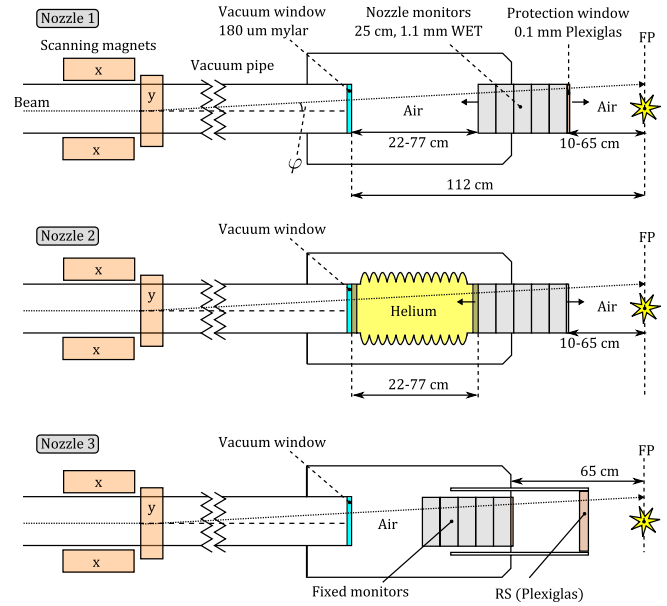 Nozzle 1
Vacuum window
180 um mylar
Nozzle monitors
25 cm, 1.1 mm WET
Protection window
0.1 mm Plexiglas
FP
Scanning magnets
x
Vacuum pipe
y
Beam
Air
Air
x
φ
22-77 cm
10-65 cm
112 cm
Nozzle 2
Vacuum window
FP
x
y
Helium
Air
x
10-65 cm
22-77 cm
Nozzle 3
Vacuum window
FP
65 cm
x
y
Air
x
Fixed monitors
RS (Plexiglas)